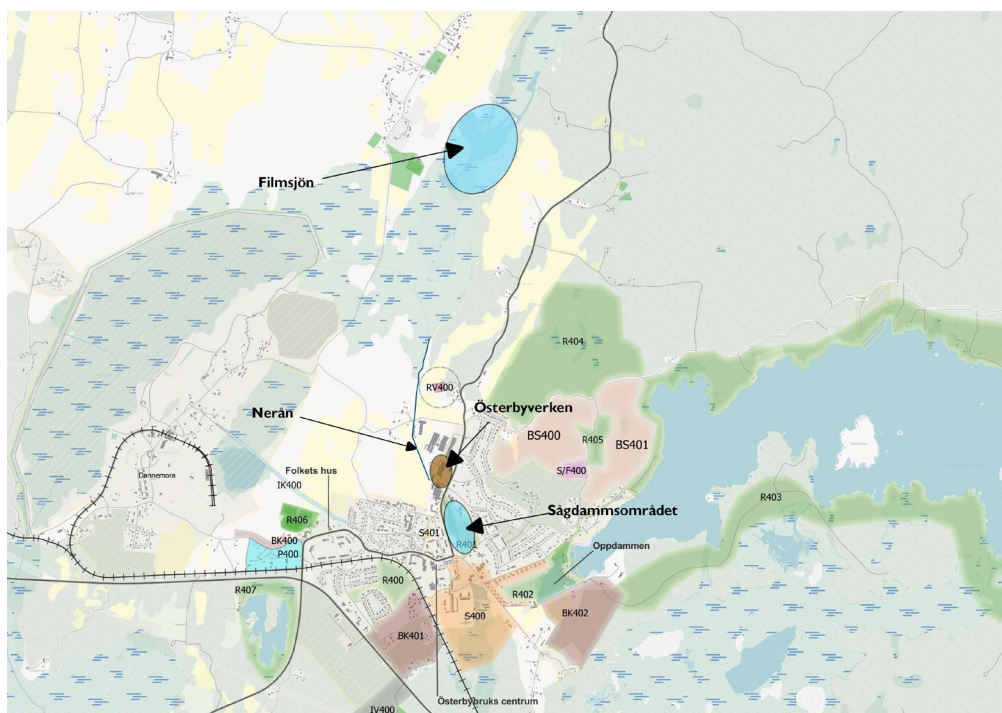 Filmsjön
R404
RV400
Österbyverken
Nerån
BS400
R405
BS401
Folkets hus
S/F400
Dannemora
IK400
R403
Sågdammsområdet
R406
S401
R401
BK400
Oppdammen
P400
R407
R400
R402
BK402
S400
BK401
Österbybruks centrum
IV400